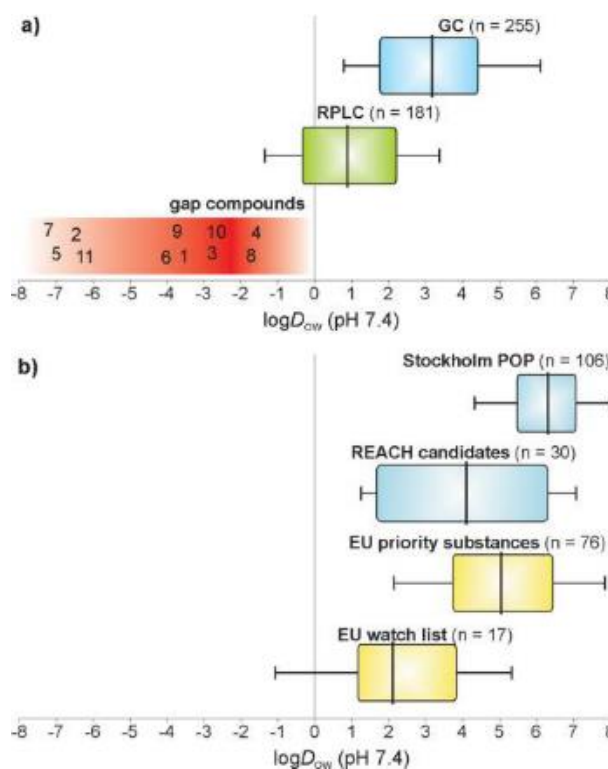 a)
GC (n = 255)
RPLC (n = 181)
gap compounds
7 2 9 10 4
5 11 6 1 3 8
-8 -7 -6 -5 -4 -3 -2 -1 0 1 2 3 4 5 6 7 8
logDow (pH 7.4)
b)
Stockholm POP (n = 106)
REACH candidates (n = 30)
EU priority substances (n = 76)
EU watch list (n = 17)
-8 -7 -6 -5 -4 -3 -2 -1 0 1 2 3 4 5 6 7 8
logDow (pH 7.4)